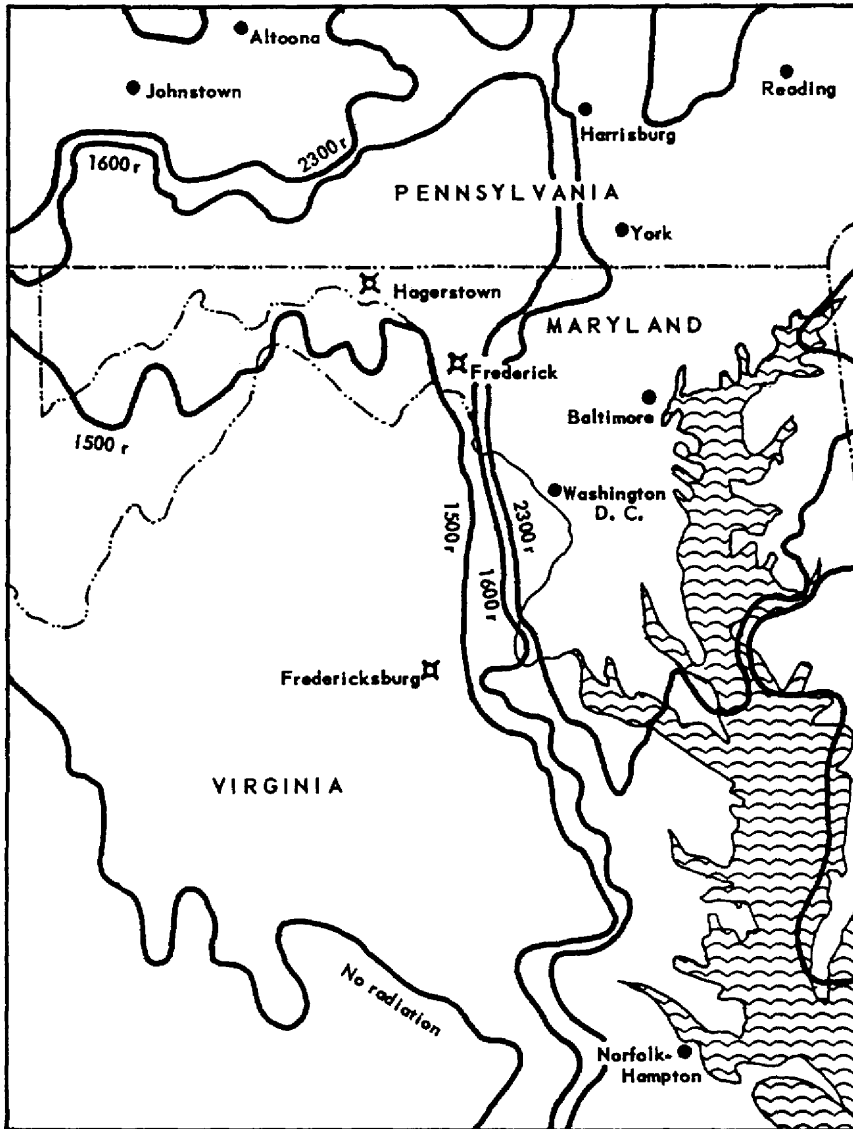 Altoona
Johnstown
Reading
Harrisburg
1600 r
2300 r
PENNSYLVANIA
York
Hagerstown
MARYLAND
Frederick
Baltimore
1500 r
Washington
D. C.
1500 r
2300 r
1600 r
Fredericksburg
VIRGINIA
No radiation
Norfolk-
Hampton